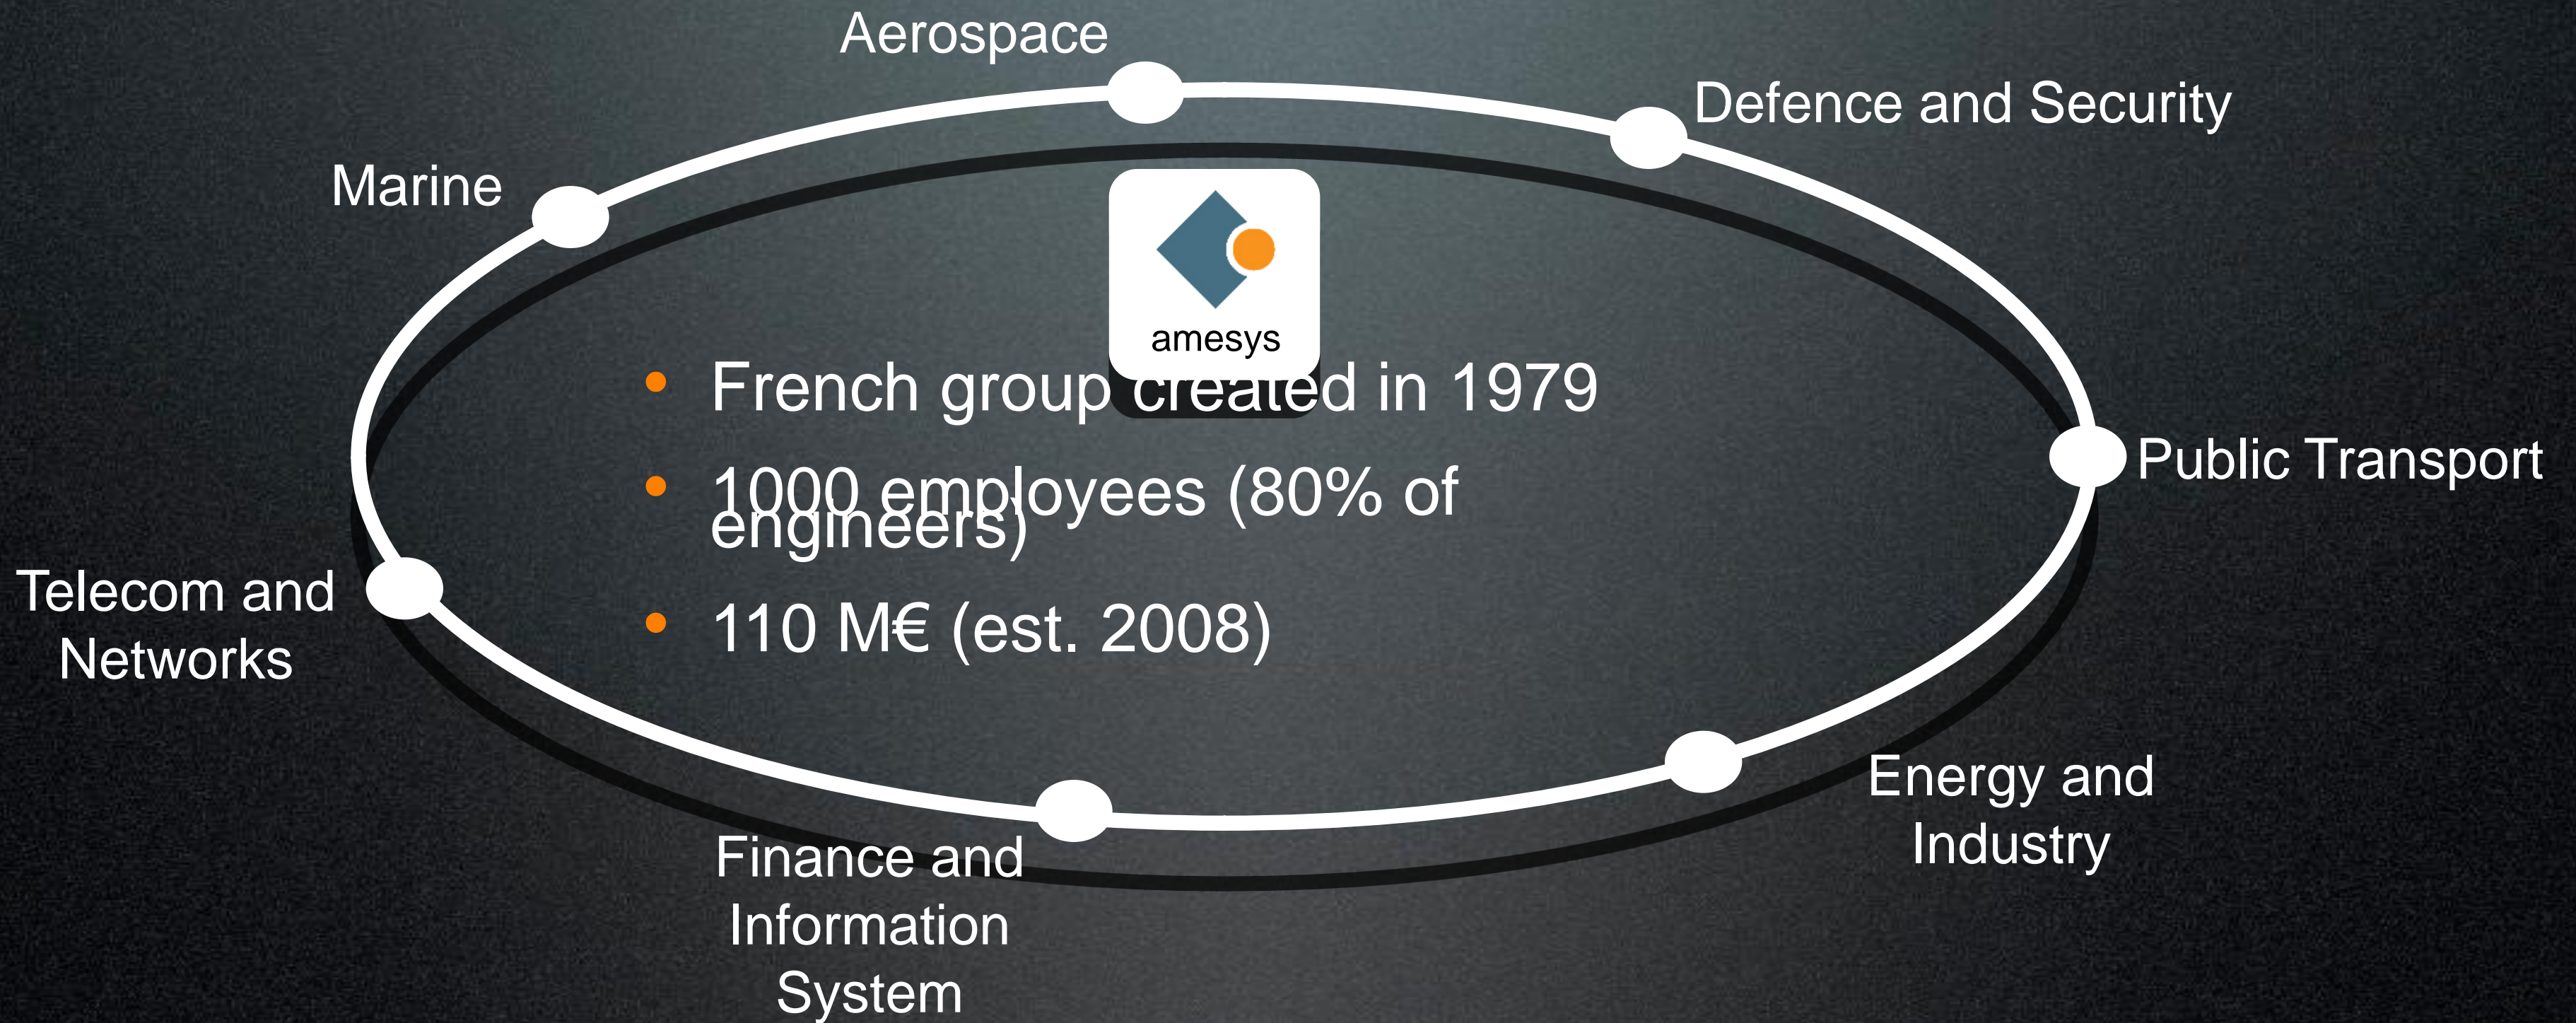 Aerospace
Defence and Security
Marine
amesys
French group created in 1979
1000 employees (80% of
engineers)
110 M€ (est. 2008)
Public Transport
Telecom and
Networks
Energy and
Industry
Finance and
Information
System